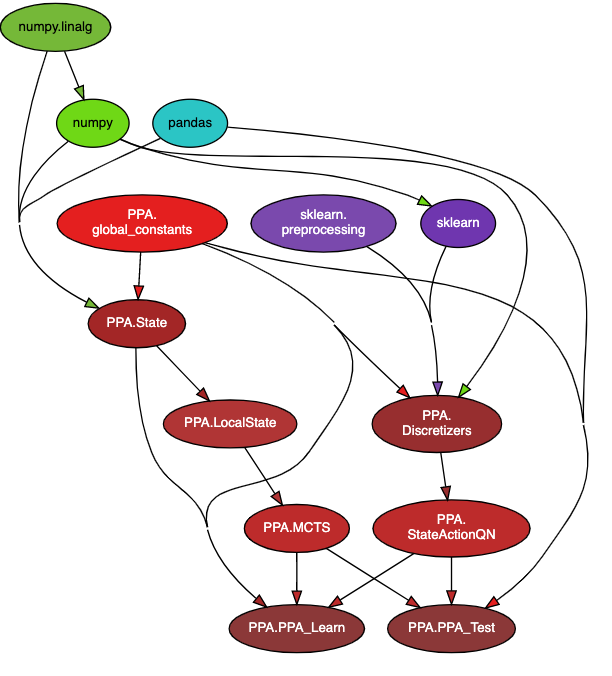 numpy.linalg
numpy
pandas
PPA.
global_constants
sklearn.
preprocessing
sklearn
PPA.State
PPA.LocalState
PPA.
Discretizers
PPA.MCTS
PPA.
StateActionQN
PPA.PPA_Learn
PPA.PPA_Test